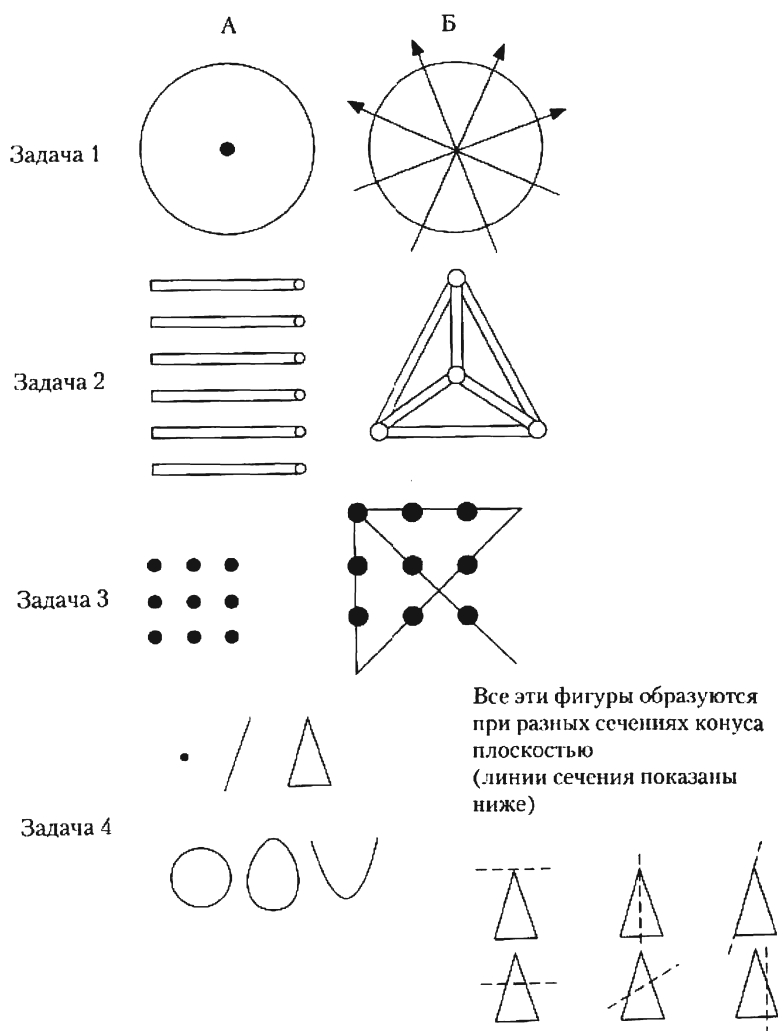 А
Б
Задача 1
Задача 2
Задача 3
Все эти фигуры образуются
при разных сечениях конуса
плоскостью
(линии сечения показаны
ниже)
Задача 4